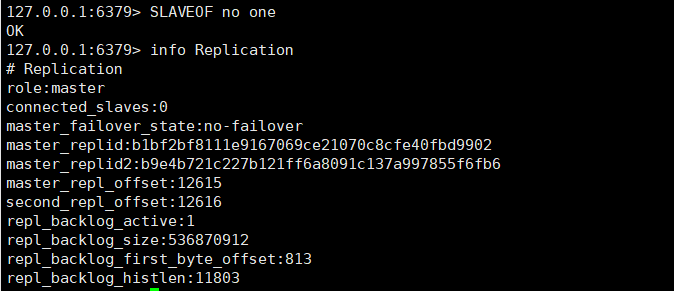 127.0.0.1:6379> SLAVEOF no one
OK
127.0.0.1:6379> info Replication
# Replication
role:master
connected_slaves:0
master_failover_state:no-failover
master_replid:b1bf2bf8111e9167069ce21070c8cfe40fbd9902
master_replid2:b9e4b721c227b121ff6a8091c137a997855f6fb6
master_repl_offset:12615
second_repl_offset:12616
repl_backlog_active:1
repl_backlog_size:536870912
repl_backlog_first_byte_offset:813
repl_backlog_histlen:11803